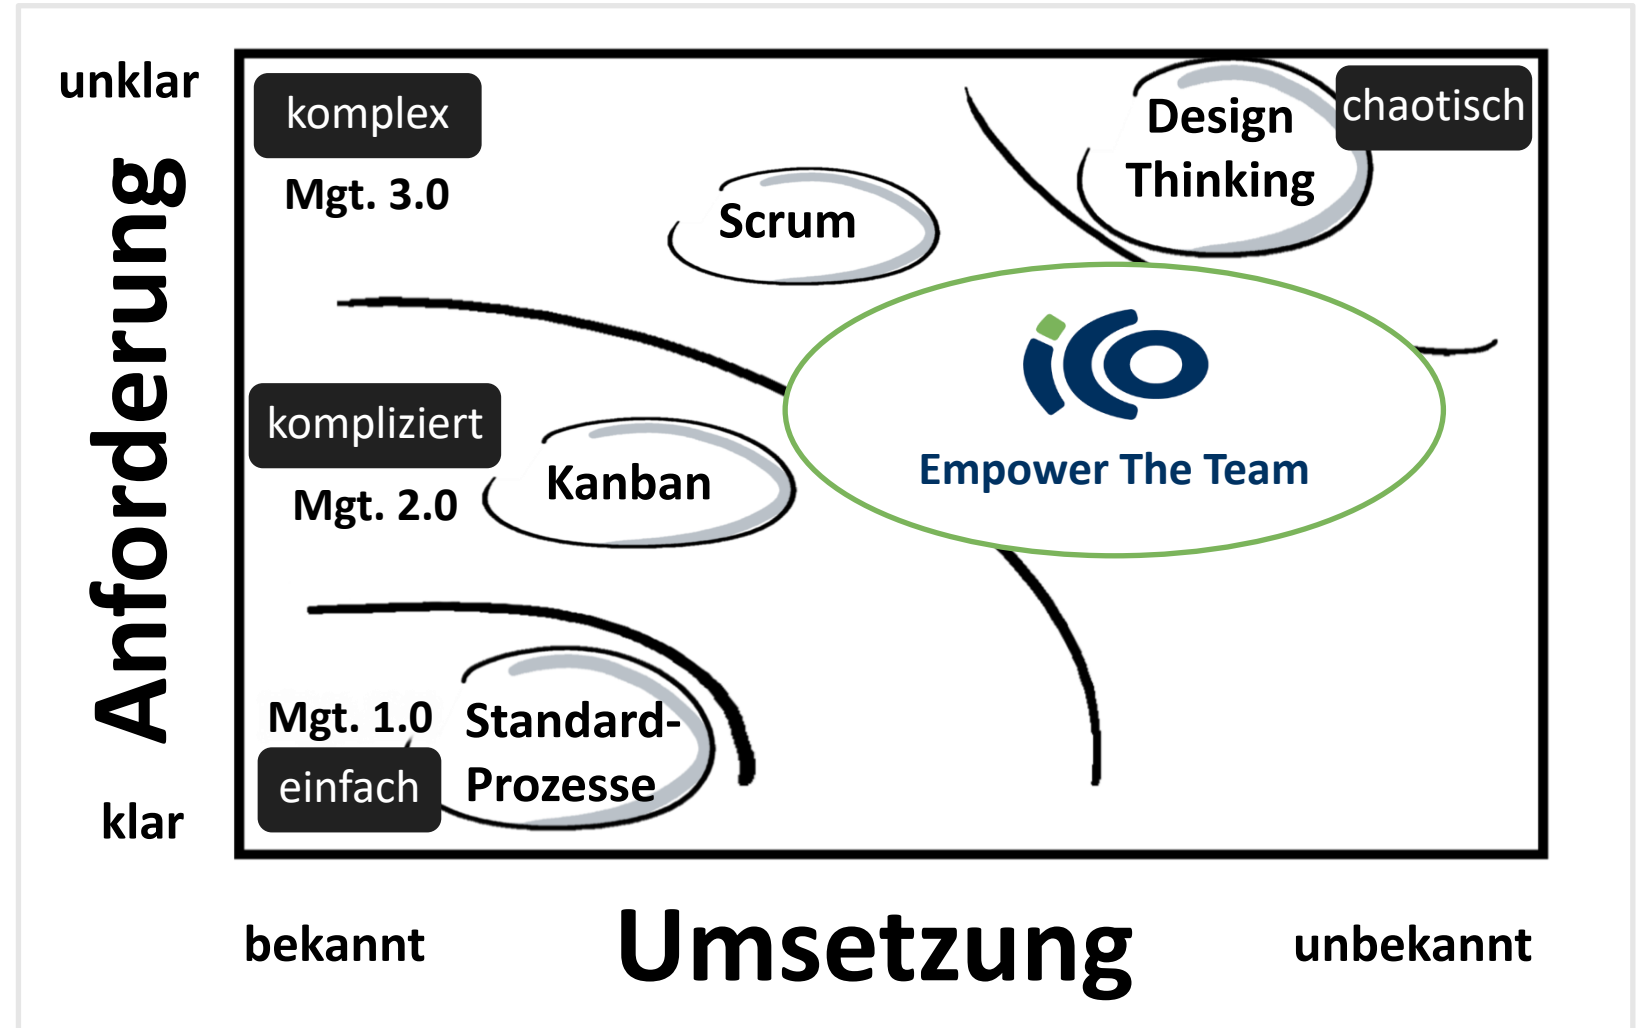 unklar
komplex
Mgt. 3.0
Scrum
Design
Thinking
chaotisch
Anforderung
ico
Empower The Team
kompliziert
Mgt. 2.0
Kanban
Mgt. 1.0
einfach
Standard-
Prozesse
klar
bekannt
Umsetzung
unbekannt